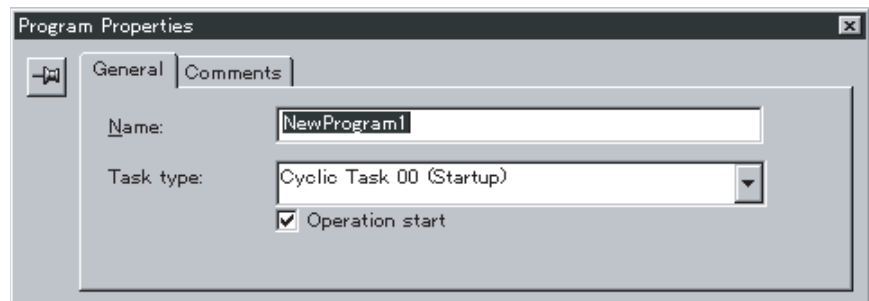 Program Properties
General
Comments
Name:
NewProgram1
Task type:
Cyclic Task 00 (Startup)
Operation start